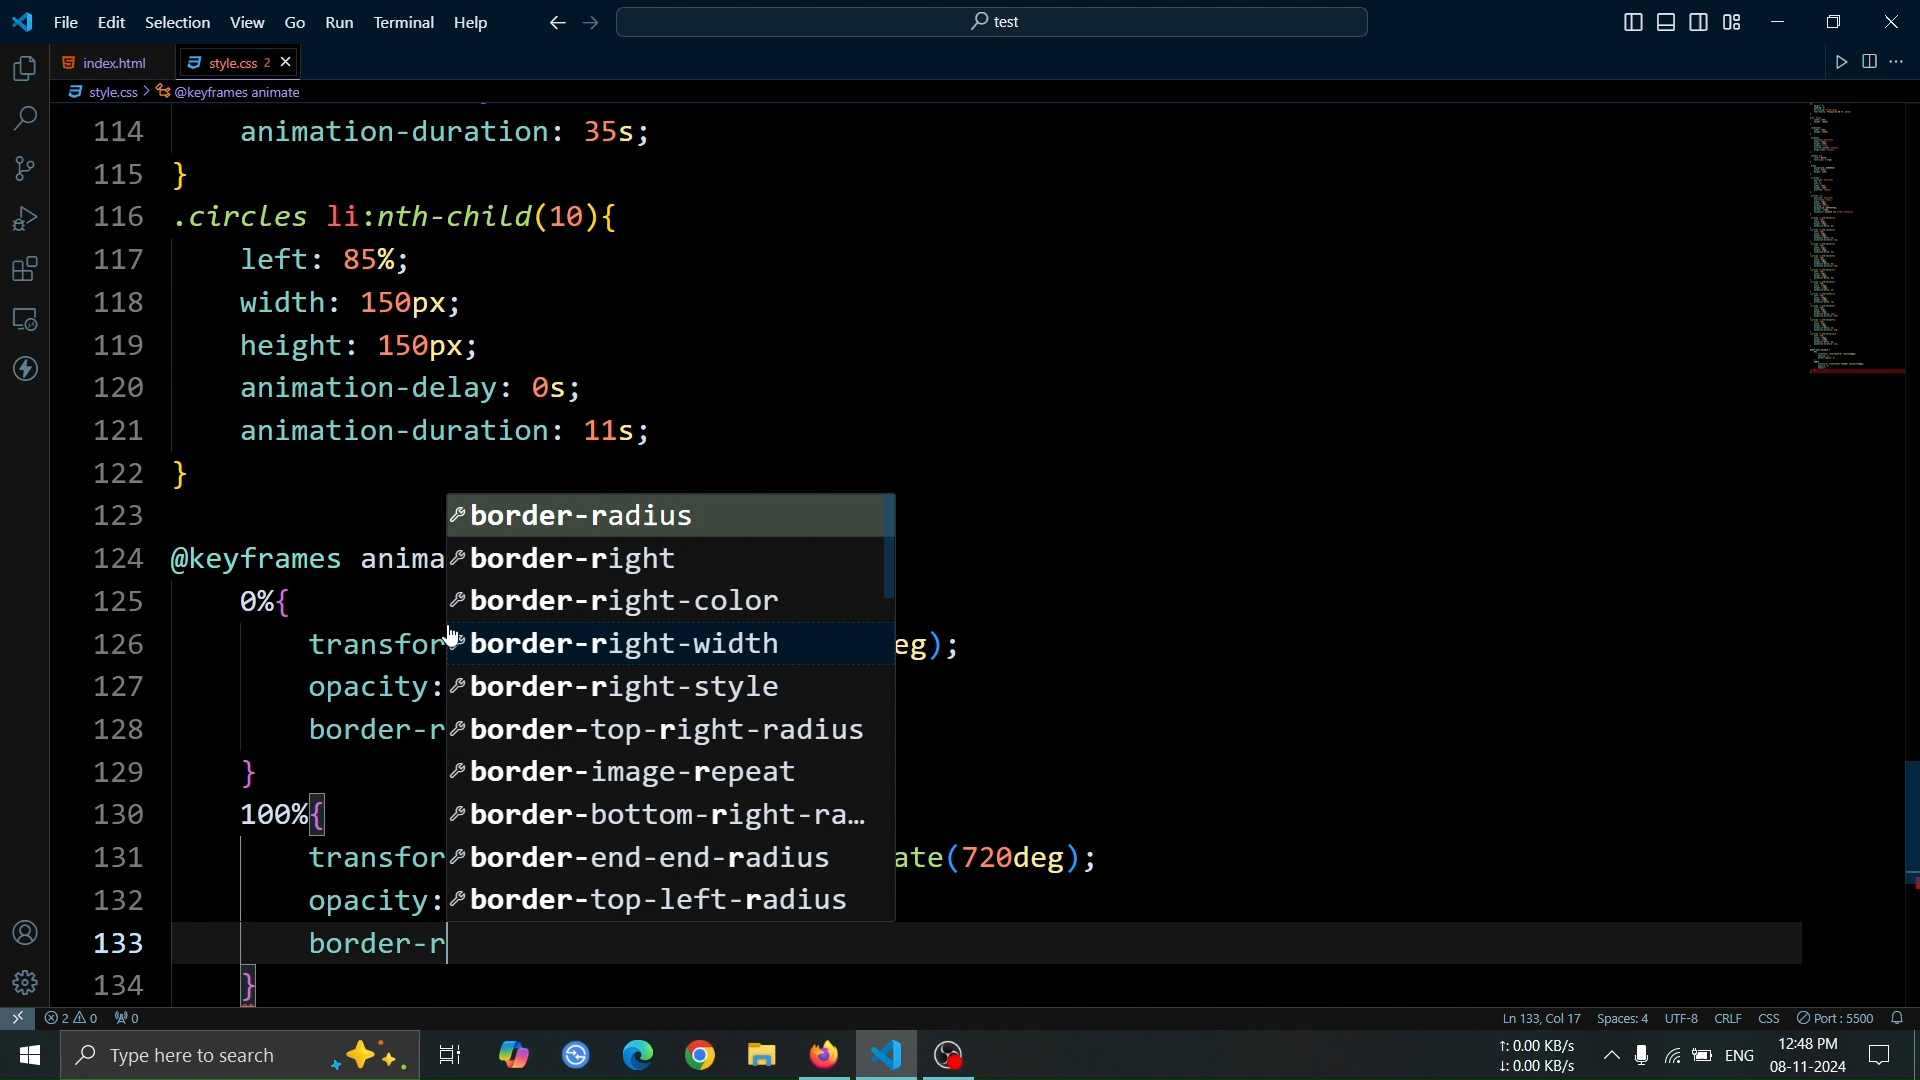 File Edit Selection View Go Run Terminal Help test
index.html style.css 2
style.css > @keyframes animate
114 animation-duration: 35s;
115 }
116 .circles li:nth-child(10){
117 left: 85%;
118 width: 150px;
119 height: 150px;
120 animation-delay: 0s;
121 animation-duration: 11s;
122 }
123 border-radius
124 @keyframes anima border-right
125 0%{ border-right-color
126 transfor border-right-width eg);
127 opacity: border-right-style
128 border-r border-top-right-radius
129 } border-image-repeat
130 100%{ border-bottom-right-ra...
131 transfor border-end-end-radius ate(720deg);
132 opacity: border-top-left-radius
133 border-r
134 }
2 0 0 Ln 133, Col 17 Spaces: 4 UTF-8 CRLF CSS Port : 5500
Type here to search ↑: 0.00 KB/s ↓: 0.00 KB/s ENG 12:48 PM 08-11-2024